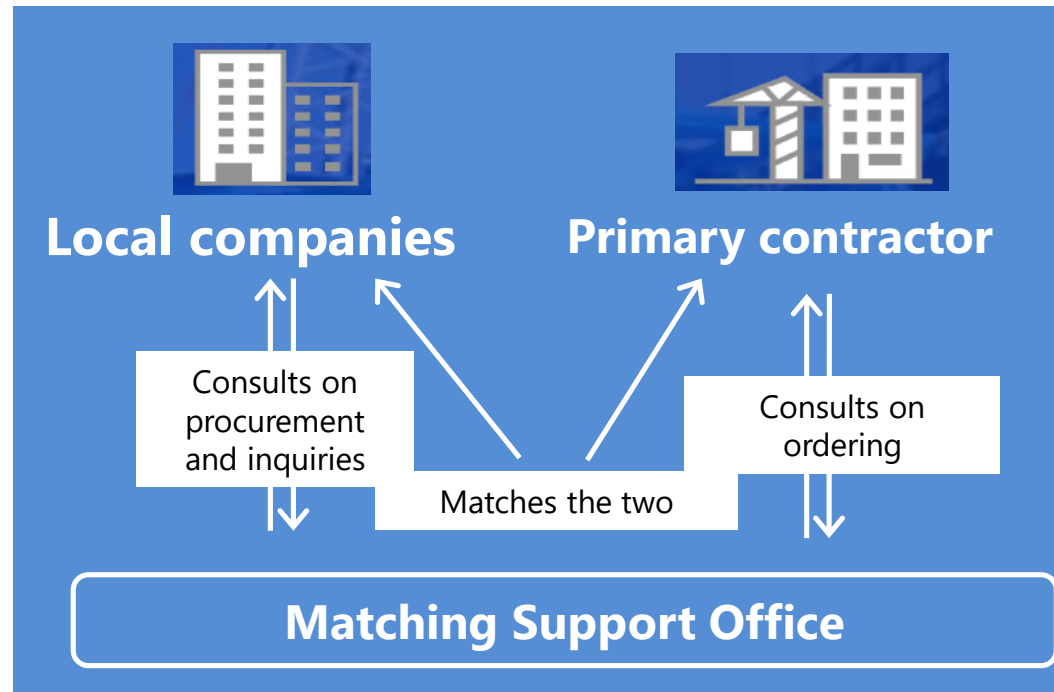 Local companies
Primary contractor
Consults on
procurement
and inquiries
Consults on
ordering
Matches the two
Matching Support Office